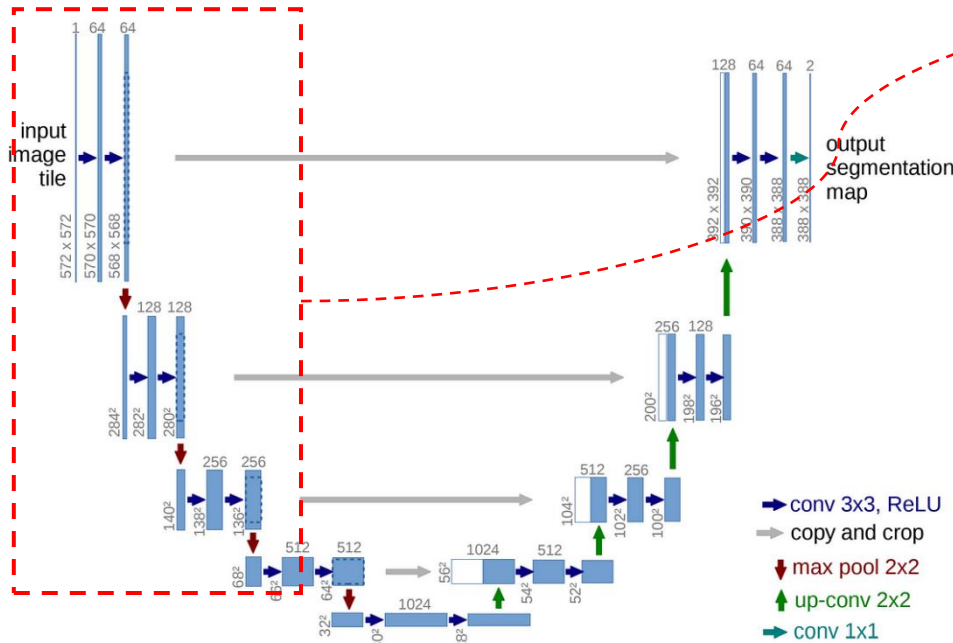 1 64 64
128 64 64 2
input
image
tile
output
segmentation
map
572 x 572
570 x 570
568 x 568
392 x 392
390 x 390
388 x 388
388 x 388
128 128
256 128
284²
282²
280²
200²
198²
196²
256 256
512 256
140²
138²
136²
104²
102²
100²
512 512
1024 512
68²
66²
64²
56²
54²
52²
1024
32²
conv 3x3, ReLU
copy and crop
max pool 2x2
up-conv 2x2
conv 1x1